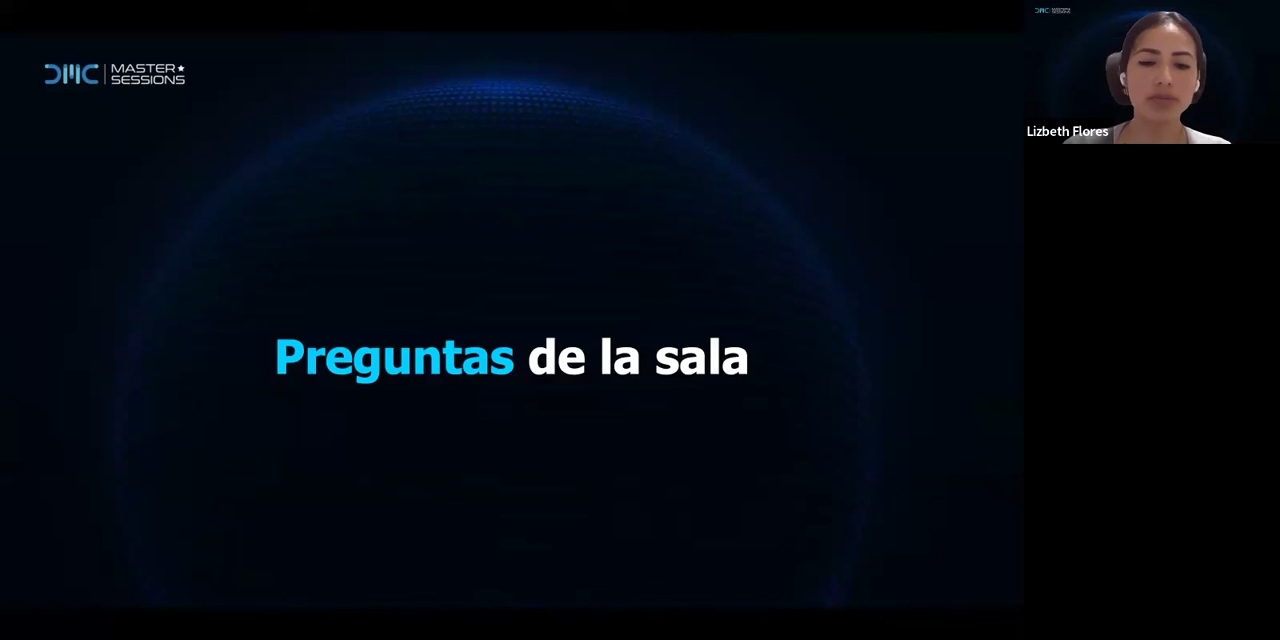 DMC MASTER
SESSIONS
Preguntas de la sala
Lizbeth Flores